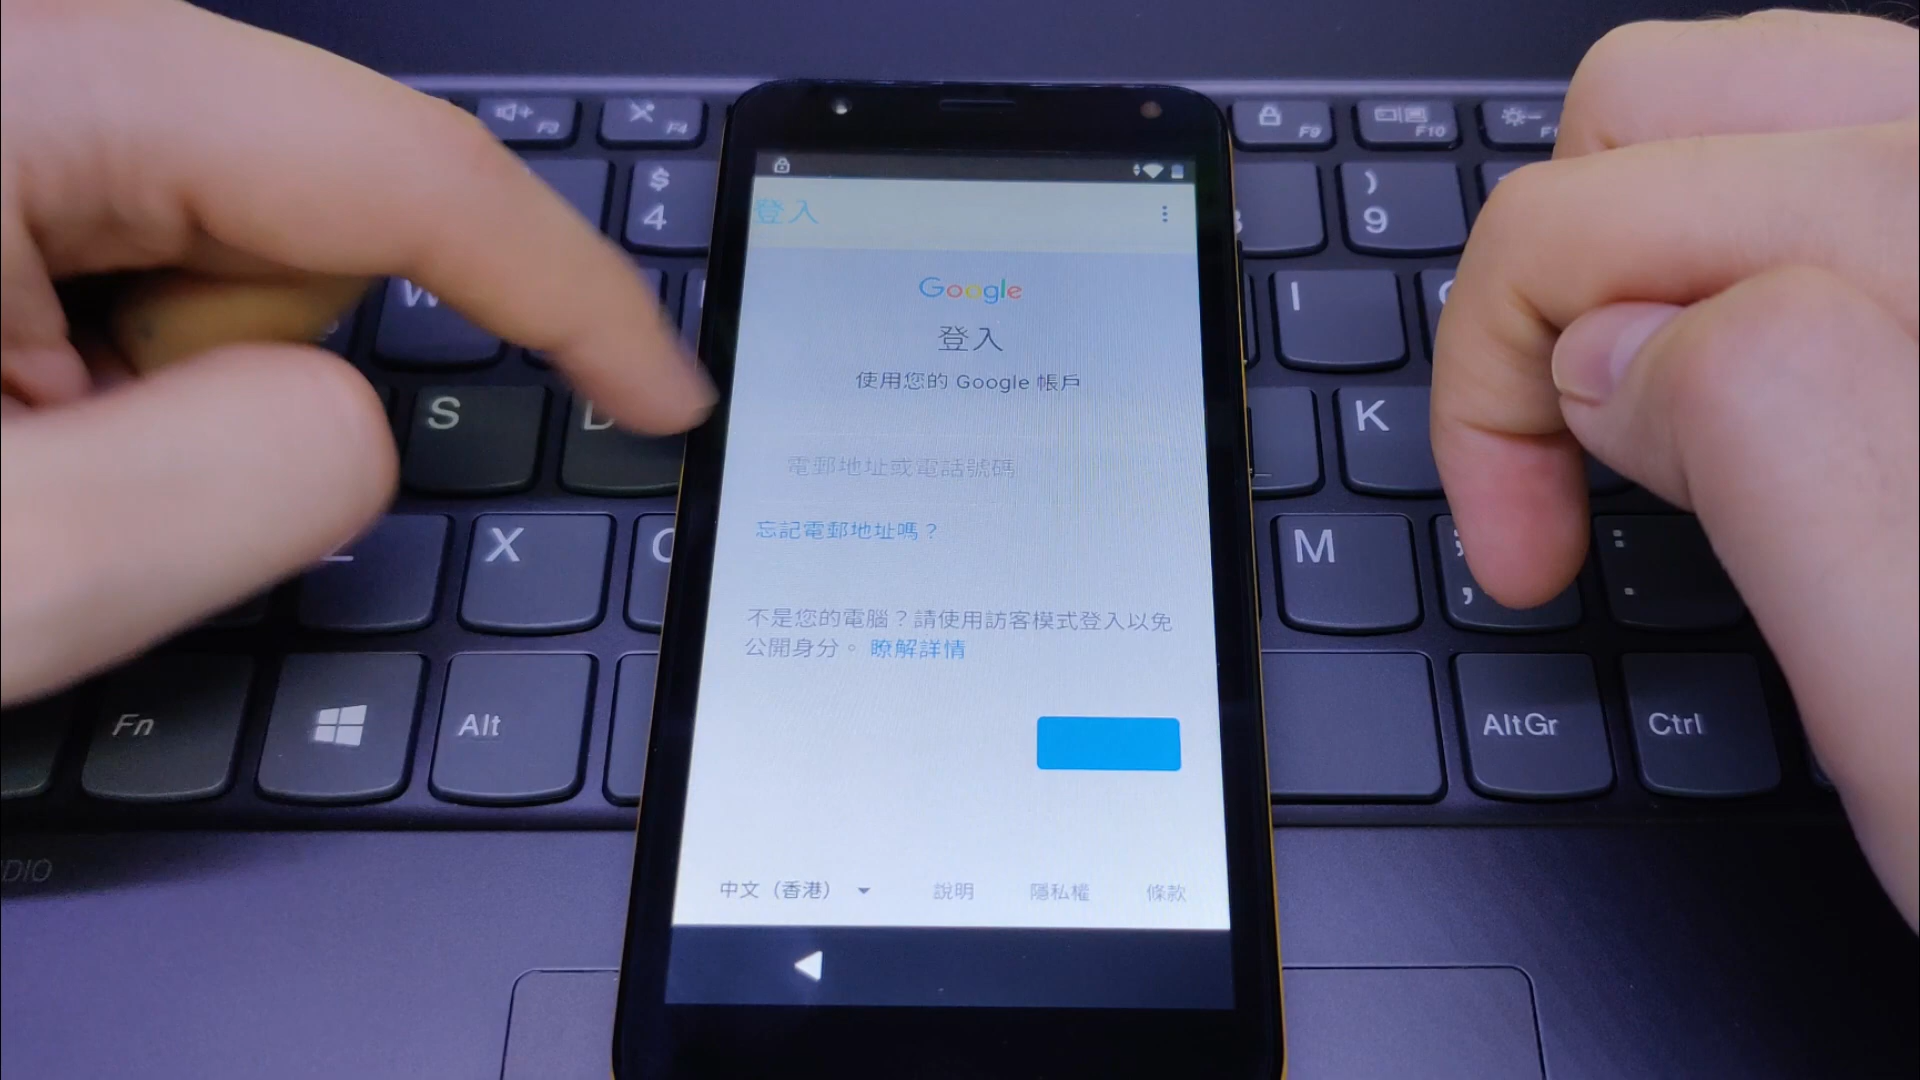 F3
F4
F9
F10
$
4
)
9
登入
Google
登入
使用您的 Google 帳戶
W
I
電郵地址或電話號碼
S
D
K
忘記電郵地址嗎？
X
M
;
,
:
.
不是您的電腦？請使用訪客模式登入以免
公開身分。 瞭解詳情
Fn
Alt
AltGr
Ctrl
中文（香港）
說明
隱私權
條款